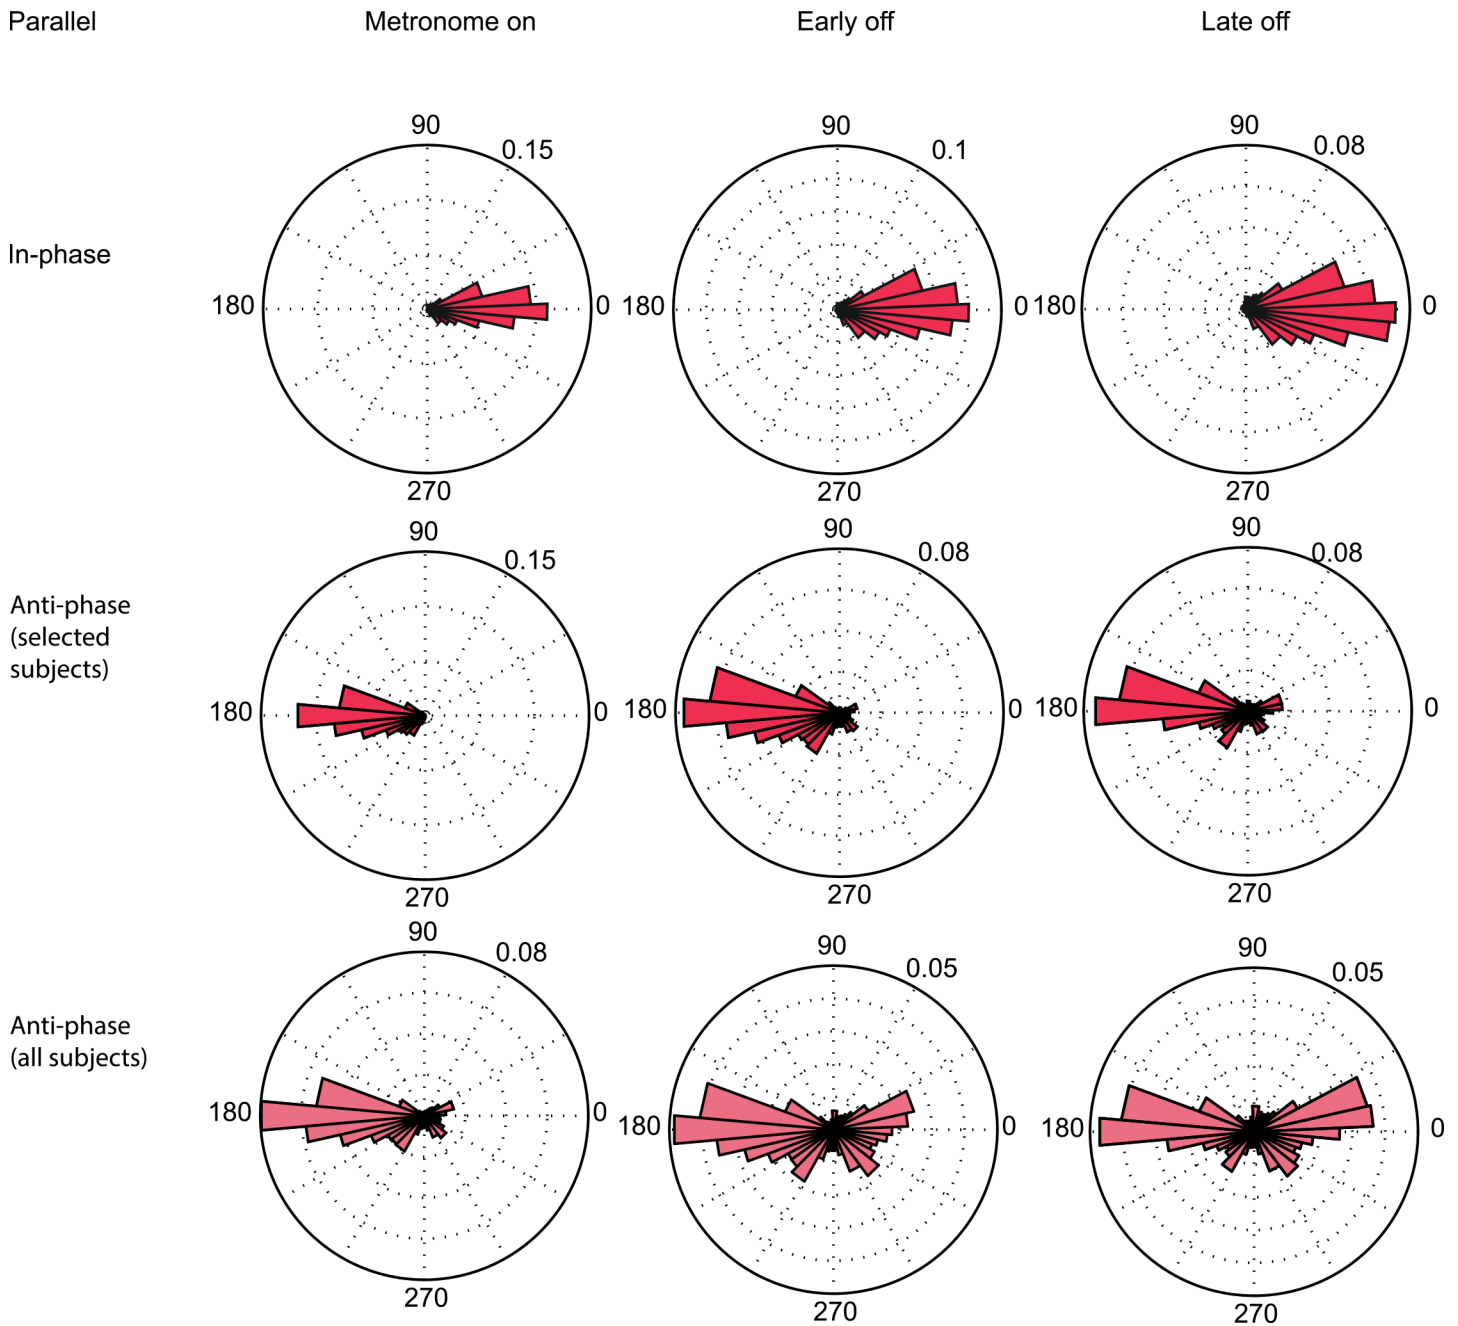 Parallel Metronome on Early off Late off
90 90 90
0.15 0.1 0.08
In-phase
180 0 180 0 180 0
270 270 270
90 90 90
0.15 0.08 0.08
Anti-phase
(selected
subjects)
180 0 180 0 180 0
270 270 270
90 90 90
0.08 0.05 0.05
Anti-phase
(all subjects)
180 0 180 0 180 0
270 270 270